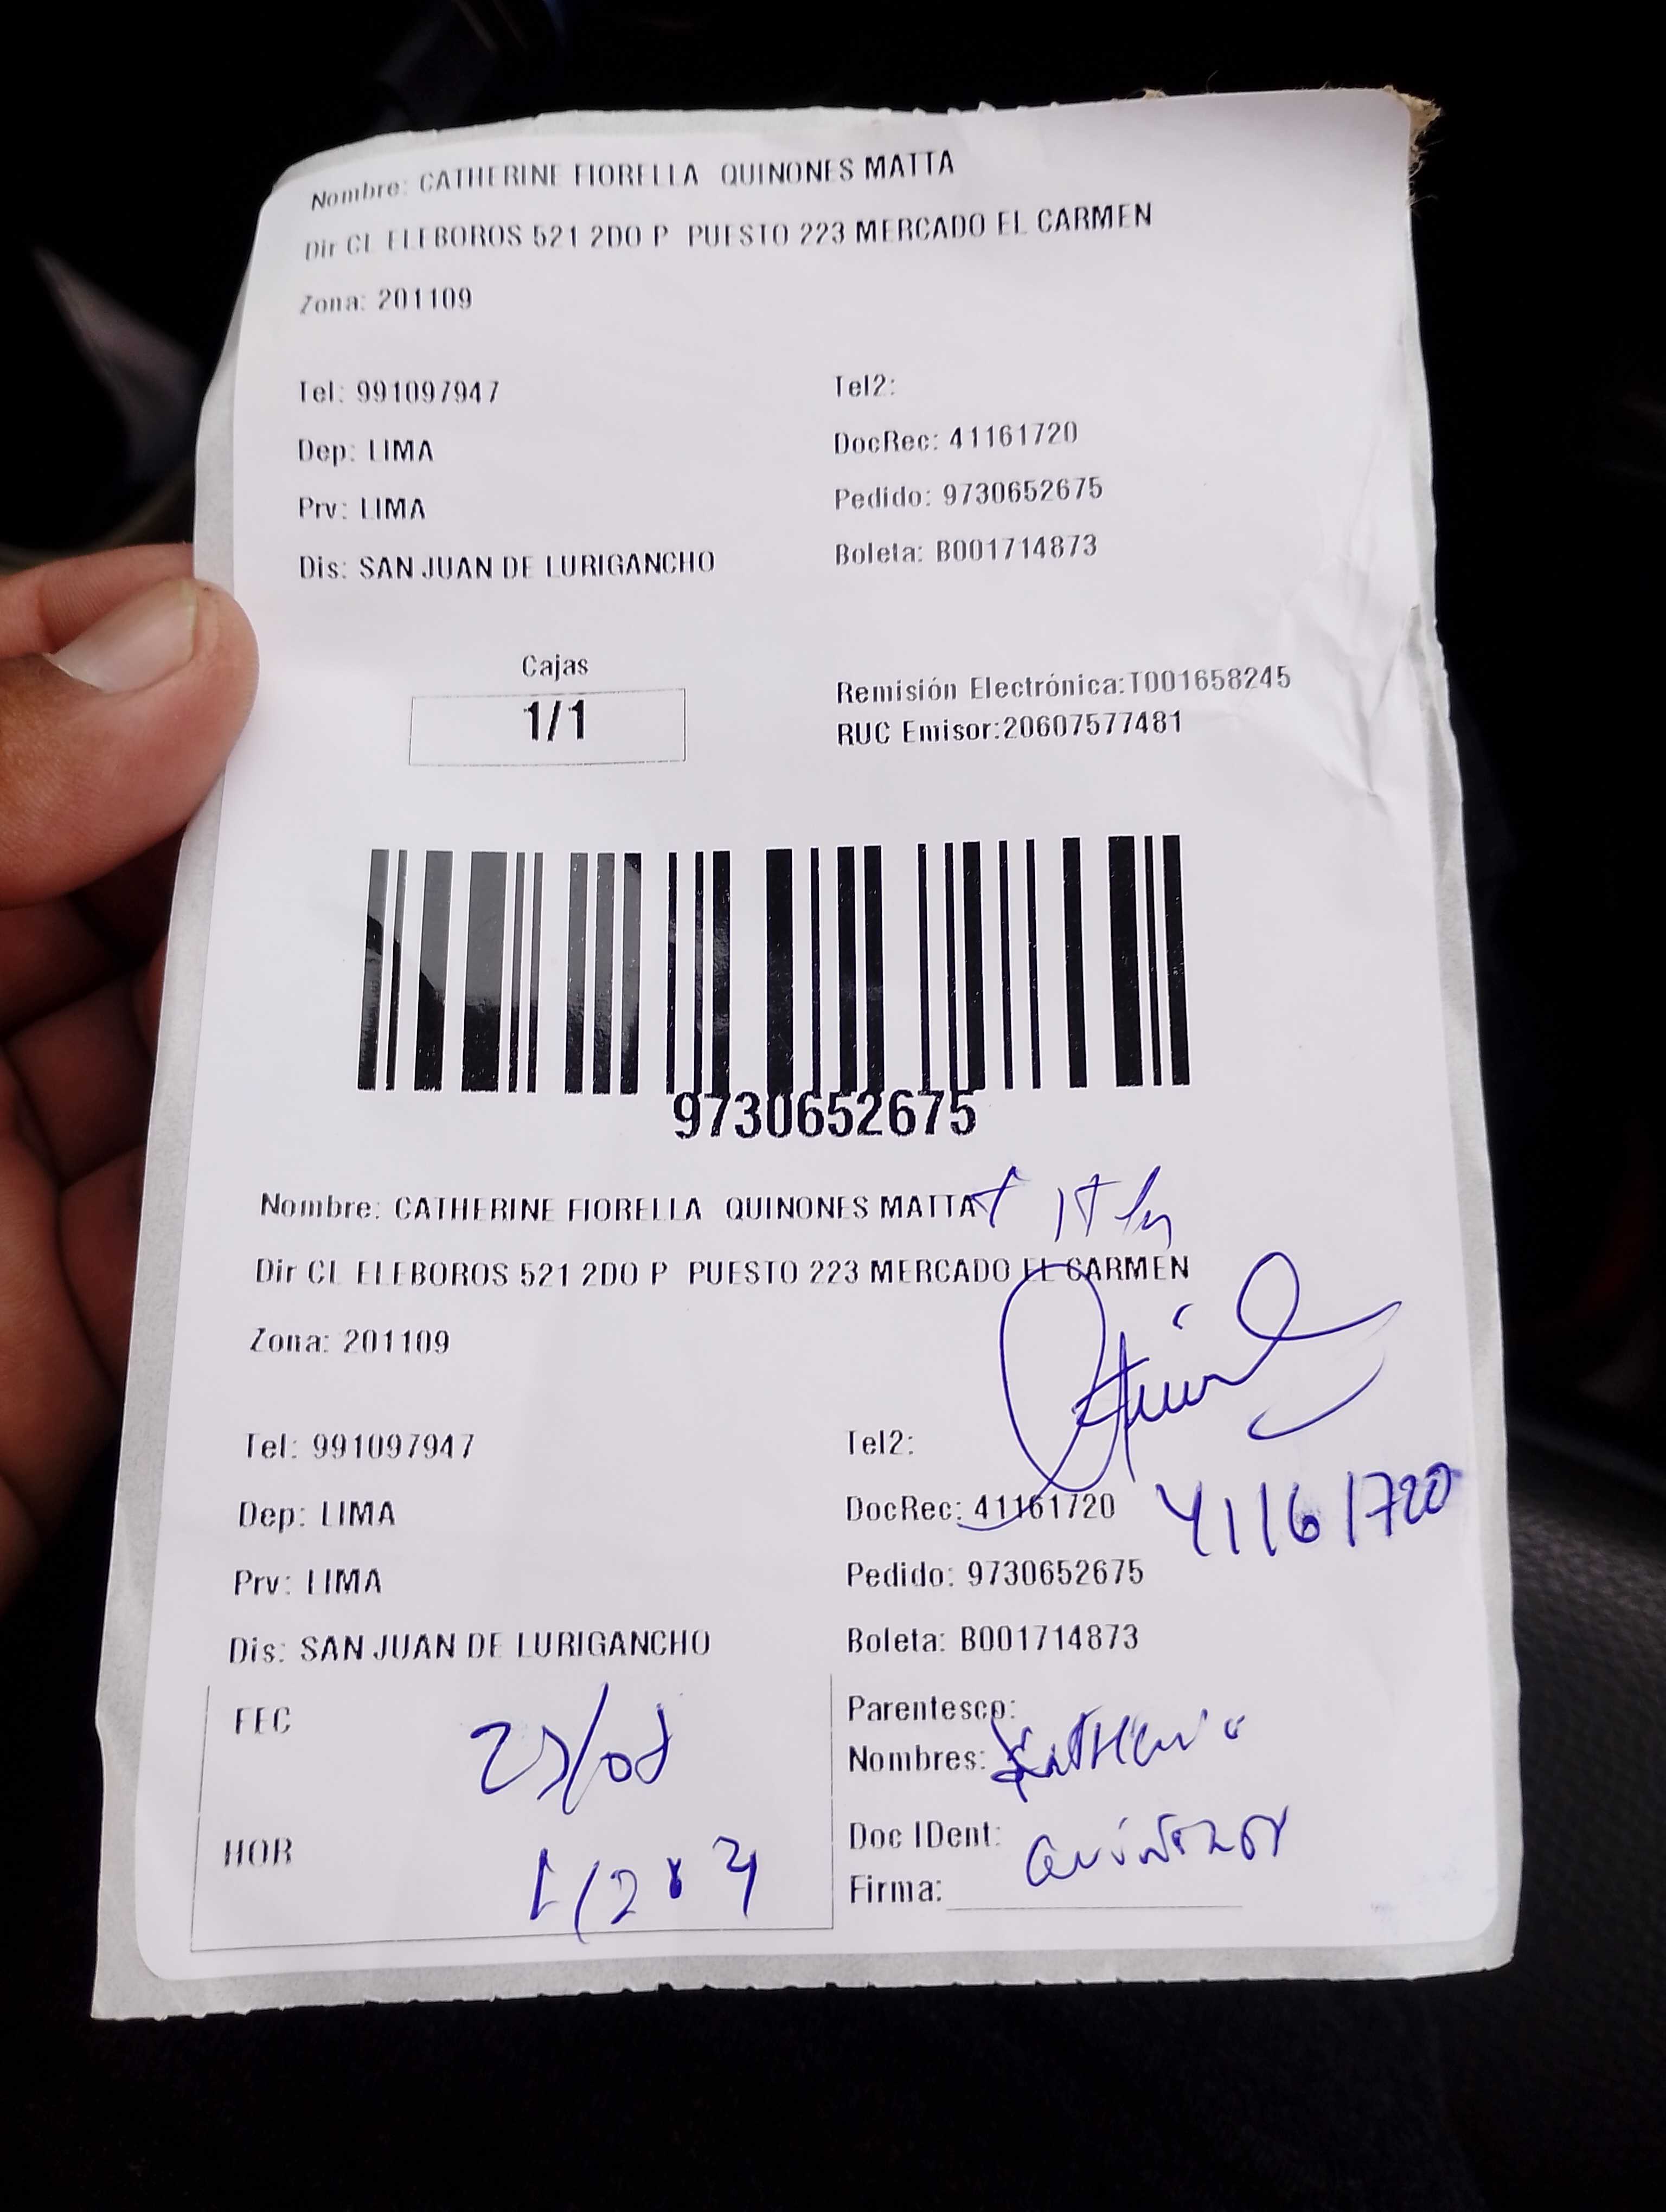 Nombre: CATHERINE FIORELLA QUINONES MATTA
Dir CL ELEBOROS 521 2DO P PUESTO 223 MERCADO EL CARMEN
Zona: 201109
Tel: 991097947 Tel2:
Dep: LIMA DocRec: 41161720
Prv: LIMA Pedido: 9730652675
Dis: SAN JUAN DE LURIGANCHO Boleta: B001714873
Cajas
1/1
Remisión Electrónica:T001658245
RUC Emisor:20607577481
9730652675
Nombre: CATHERINE FIORELLA QUINONES MATTA
Dir CL ELEBOROS 521 2DO P PUESTO 223 MERCADO EL CARMEN
Zona: 201109
Tel: 991097947 Tel2:
Dep: LIMA DocRec: 41161720 41161720
Prv: LIMA Pedido: 9730652675
Dis: SAN JUAN DE LURIGANCHO Boleta: B001714873
FEC
HOR
Parentesco:
Nombres:
Doc IDent: Quiñonez
Firma: